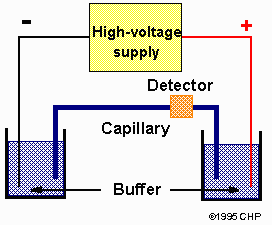 -
High-voltage
supply
+
Detector
Capillary
Buffer
©1995 CHP